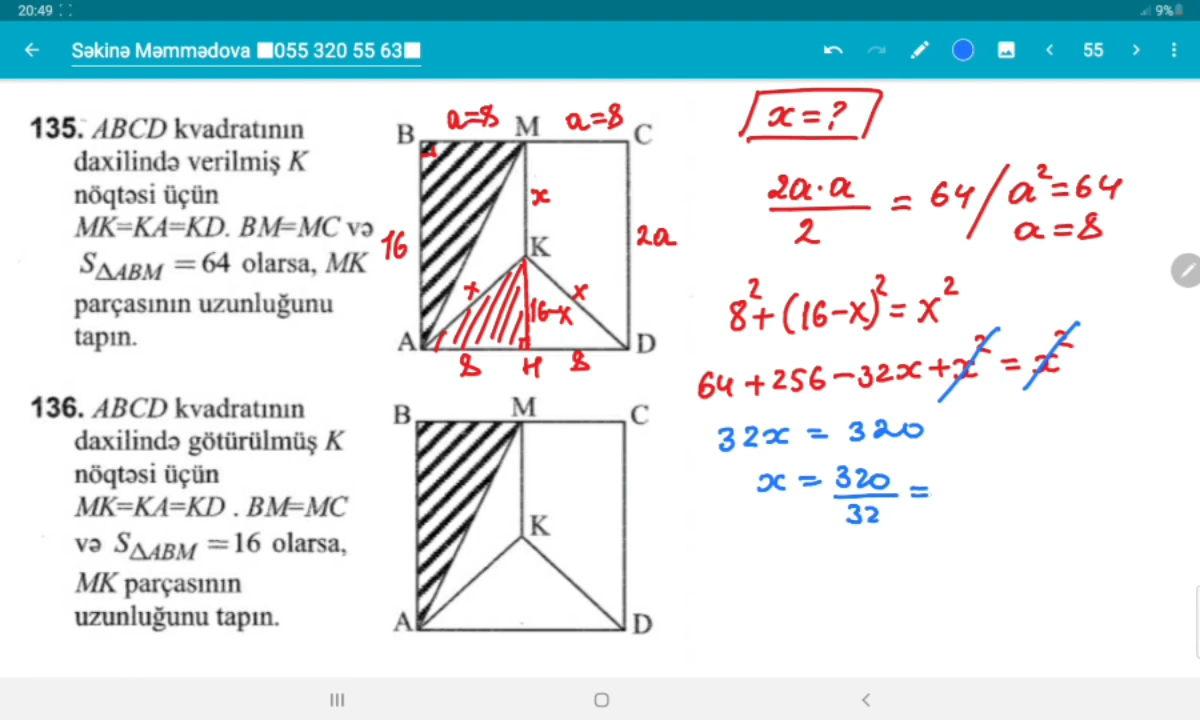 20:49
9%
Səkinə Məmmədova 055 320 55 63
55
135. ABCD kvadratının
daxilində verilmiş K
nöqtəsi üçün
MK=KA=KD. BM=MC və
S△ABM =64 olarsa, MK
parçasının uzunluğunu
tapın.
a=8 a=8
B M C
x
16 K 2a
x x
16-x
A D
8 H 8
136. ABCD kvadratının
daxilində götürülmüş K
nöqtəsi üçün
MK=KA=KD . BM=MC
və S△ABM =16 olarsa,
MK parçasının
uzunluğunu tapın.
B M C
K
A D
x = ?
2a·a/2 = 64 / a²=64
a=8
8²+(16-x)²=x²
64+256-32x+x²=x²
32x = 320
x = 320/32 =